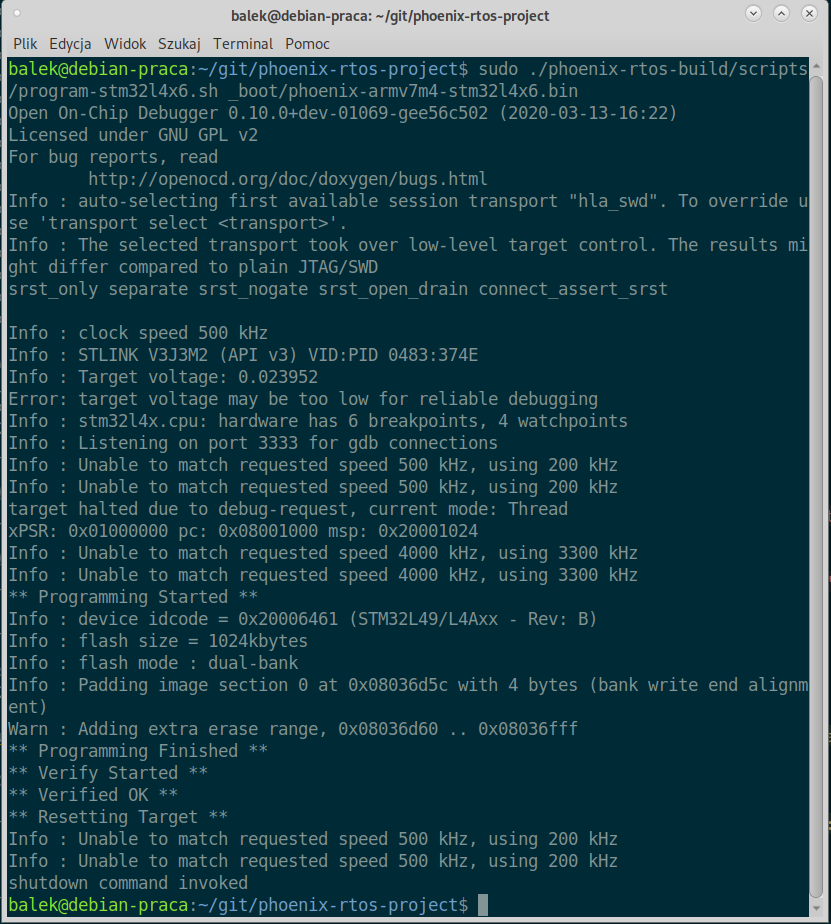 balek@debian-praca: ~/git/phoenix-rtos-project
Plik Edycja Widok Szukaj Terminal Pomoc
balek@debian-praca:~/git/phoenix-rtos-project$ sudo ./phoenix-rtos-build/scripts
/program-stm32l4x6.sh _boot/phoenix-armv7m4-stm32l4x6.bin
Open On-Chip Debugger 0.10.0+dev-01069-gee56c502 (2020-03-13-16:22)
Licensed under GNU GPL v2
For bug reports, read
        http://openocd.org/doc/doxygen/bugs.html
Info : auto-selecting first available session transport "hla_swd". To override u
se 'transport select <transport>'.
Info : The selected transport took over low-level target control. The results mi
ght differ compared to plain JTAG/SWD
srst_only separate srst_nogate srst_open_drain connect_assert_srst

Info : clock speed 500 kHz
Info : STLINK V3J3M2 (API v3) VID:PID 0483:374E
Info : Target voltage: 0.023952
Error: target voltage may be too low for reliable debugging
Info : stm32l4x.cpu: hardware has 6 breakpoints, 4 watchpoints
Info : Listening on port 3333 for gdb connections
Info : Unable to match requested speed 500 kHz, using 200 kHz
Info : Unable to match requested speed 500 kHz, using 200 kHz
target halted due to debug-request, current mode: Thread
xPSR: 0x01000000 pc: 0x08001000 msp: 0x20001024
Info : Unable to match requested speed 4000 kHz, using 3300 kHz
Info : Unable to match requested speed 4000 kHz, using 3300 kHz
** Programming Started **
Info : device idcode = 0x20006461 (STM32L49/L4Axx - Rev: B)
Info : flash size = 1024kbytes
Info : flash mode : dual-bank
Info : Padding image section 0 at 0x08036d5c with 4 bytes (bank write end alignm
ent)
Warn : Adding extra erase range, 0x08036d60 .. 0x08036fff
** Programming Finished **
** Verify Started **
** Verified OK **
** Resetting Target **
Info : Unable to match requested speed 500 kHz, using 200 kHz
Info : Unable to match requested speed 500 kHz, using 200 kHz
shutdown command invoked
balek@debian-praca:~/git/phoenix-rtos-project$